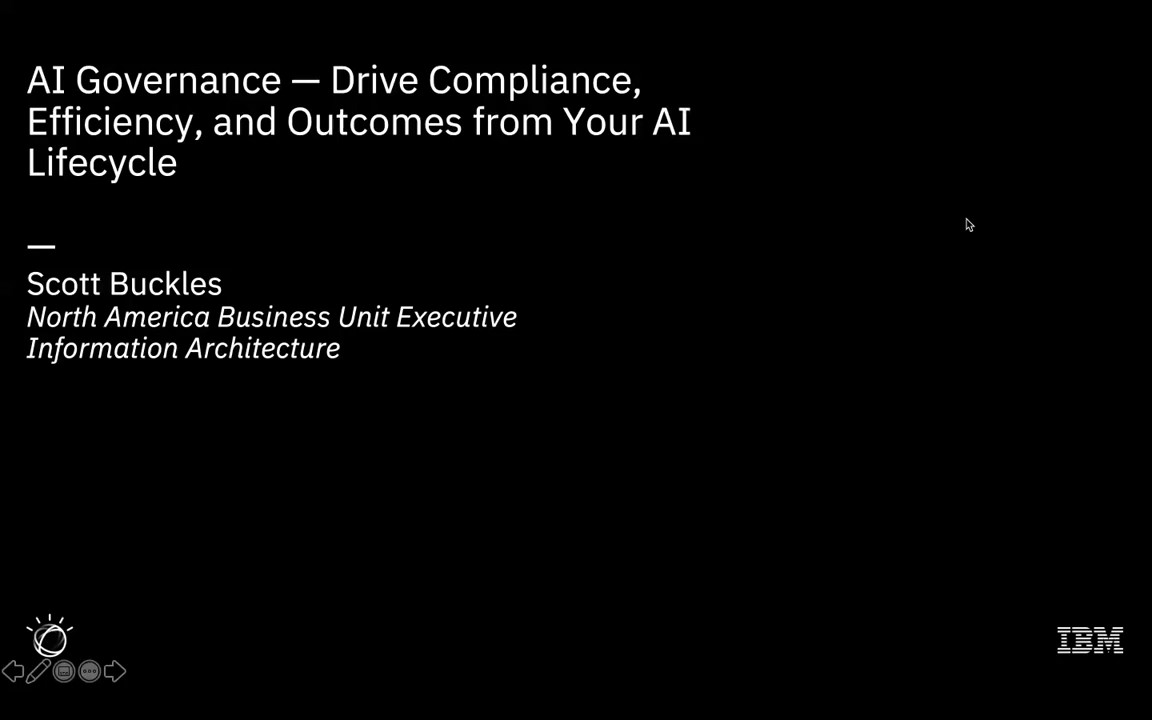 AI Governance — Drive Compliance,
Efficiency, and Outcomes from Your AI
Lifecycle
—
Scott Buckles
North America Business Unit Executive
Information Architecture
IBM